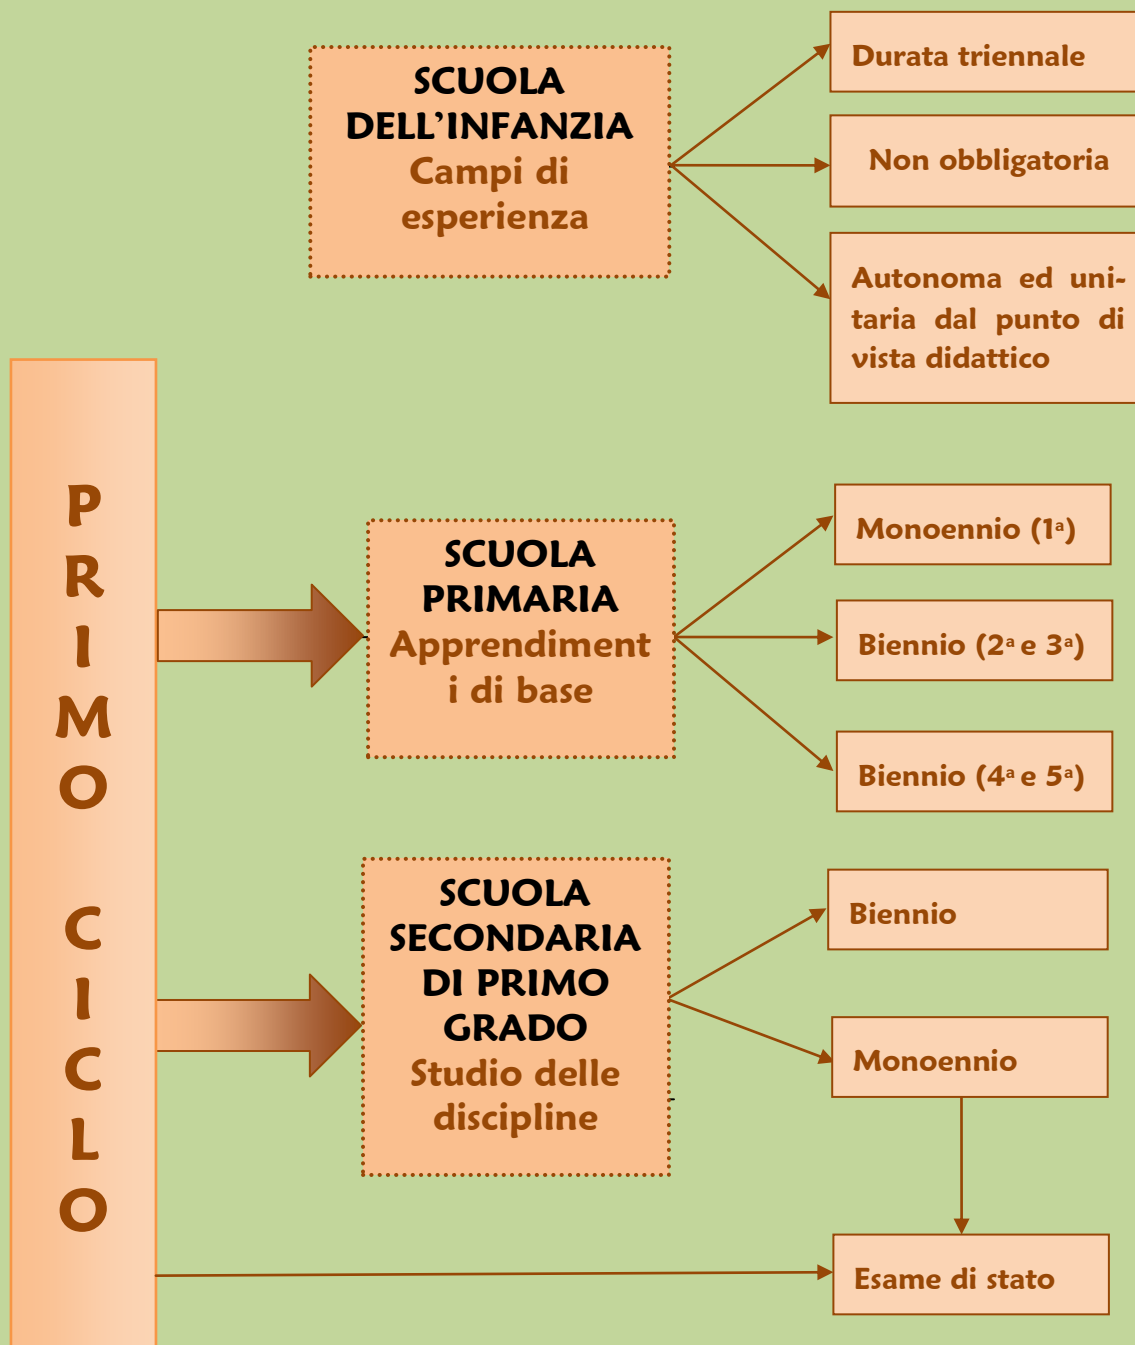 SCUOLA
DELL’INFANZIA
Campi di
esperienza
Durata triennale
Non obbligatoria
Autonoma ed uni-
taria dal punto di
vista didattico
PRIMO CICLO
SCUOLA
PRIMARIA
Apprendiment
i di base
Monoennio (1ª)
Biennio (2ª e 3ª)
Biennio (4ª e 5ª)
SCUOLA
SECONDARIA
DI PRIMO
GRADO
Studio delle
discipline
Biennio
Monoennio
Esame di stato